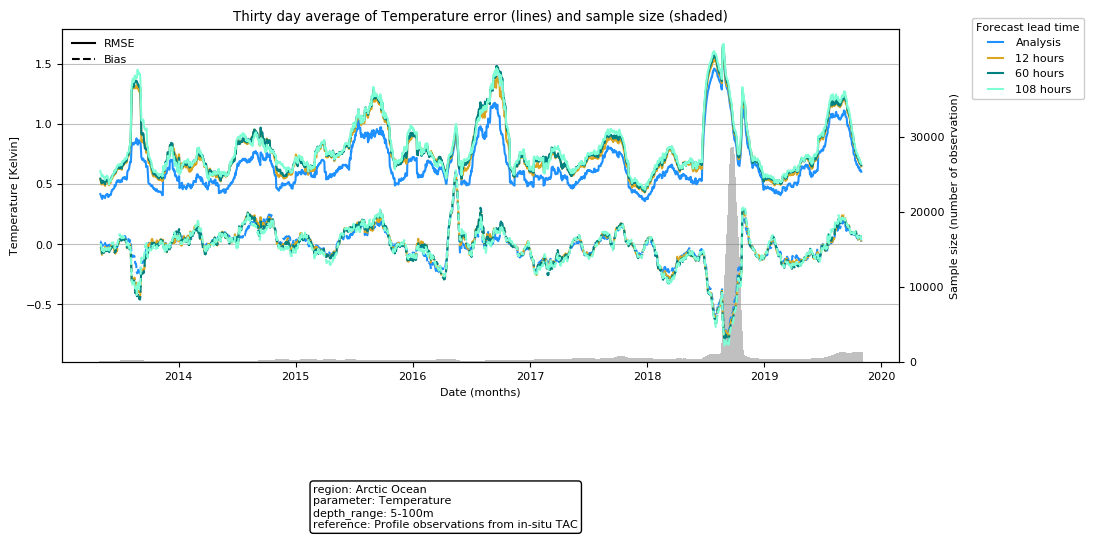 Thirty day average of Temperature error (lines) and sample size (shaded)
RMSE
Bias
Forecast lead time
Analysis
12 hours
60 hours
108 hours
Temperature [Kelvin]
1.5
1.0
0.5
0.0
−0.5
Sample size (number of observation)
30000
20000
10000
0
2014
2015
2016
2017
2018
2019
2020
Date (months)
region: Arctic Ocean
parameter: Temperature
depth_range: 5-100m
reference: Profile observations from in-situ TAC